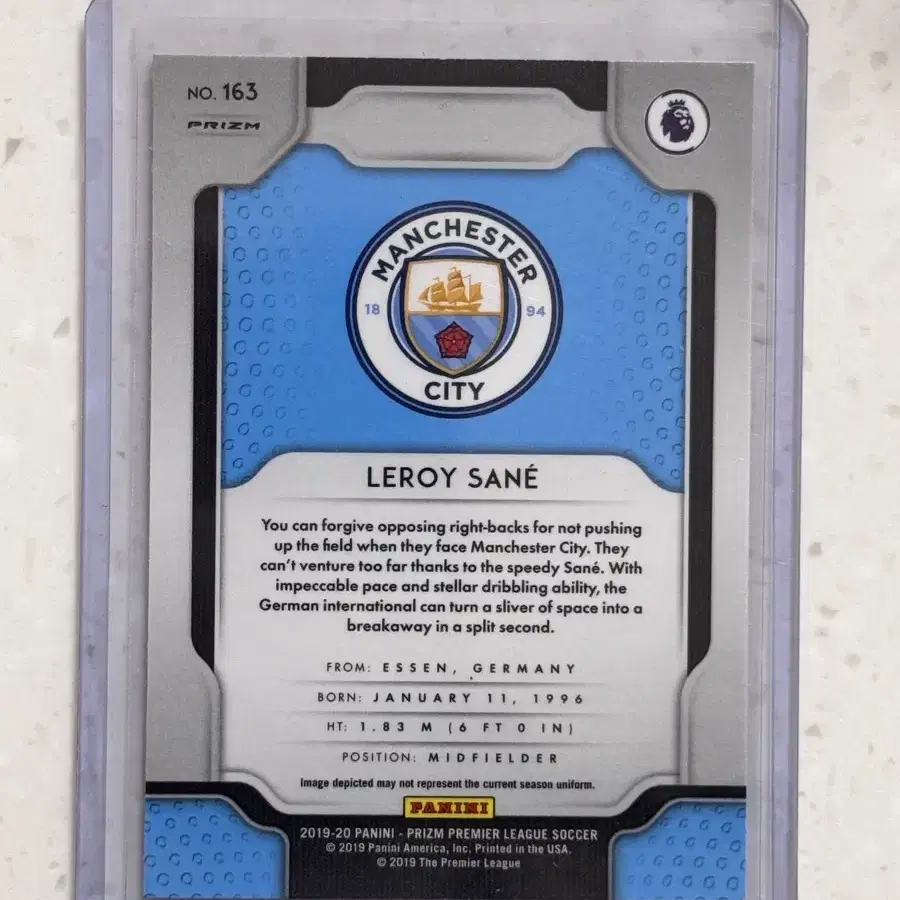 NO. 163
PRIZM
MANCHESTER
18 94
CITY
LEROY SANÉ
You can forgive opposing right-backs for not pushing
up the field when they face Manchester City. They
can't venture too far thanks to the speedy Sané. With
impeccable pace and stellar dribbling ability, the
German international can turn a sliver of space into a
breakaway in a split second.
FROM: ESSEN, GERMANY
BORN: JANUARY 11, 1996
HT: 1.83 M (6 FT 0 IN)
POSITION: MIDFIELDER
Image depicted may not represent the current season uniform.
PANINI
2019-20 PANINI - PRIZM PREMIER LEAGUE SOCCER
© 2019 Panini America, Inc. Printed in the USA.
© 2019 The Premier League